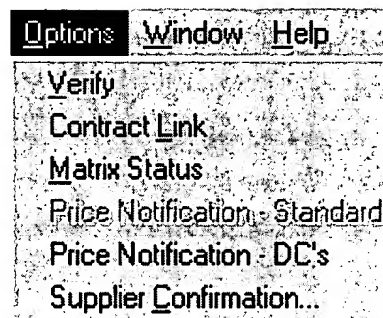 Options Window Help
Verify
Contract Link
Matrix Status
Price Notification - Standard
Price Notification - DC's
Supplier Confirmation...